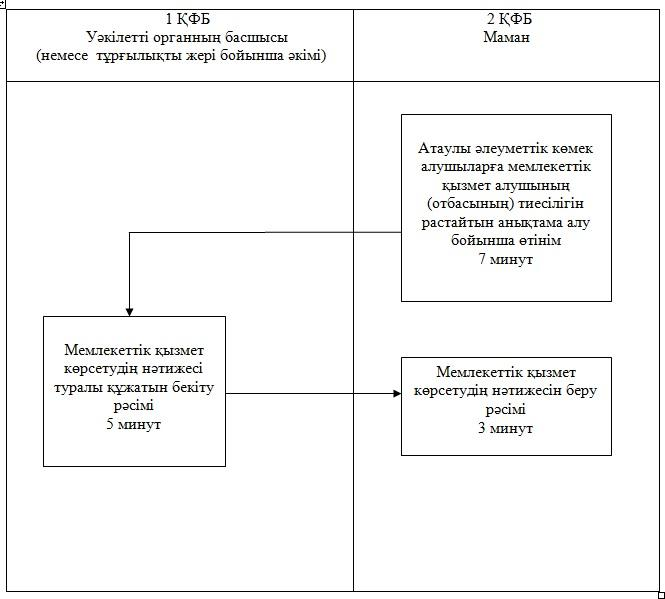 1 ҚФБ
Уәкілетті органның басшысы
(немесе тұрғылықты жері бойынша әкімі)
2 ҚФБ
Маман
Атаулы әлеуметтік көмек
алушыларға мемлекеттік
қызмет алушының
(отбасының) тиесілігін
растайтын анықтама алу
бойынша өтінім
7 минут
Мемлекеттік қызмет
көрсетудің нәтижесі
туралы құжатын бекіту
рәсімі
5 минут
Мемлекеттік қызмет
көрсетудің нәтижесін беру
рәсімі
3 минут